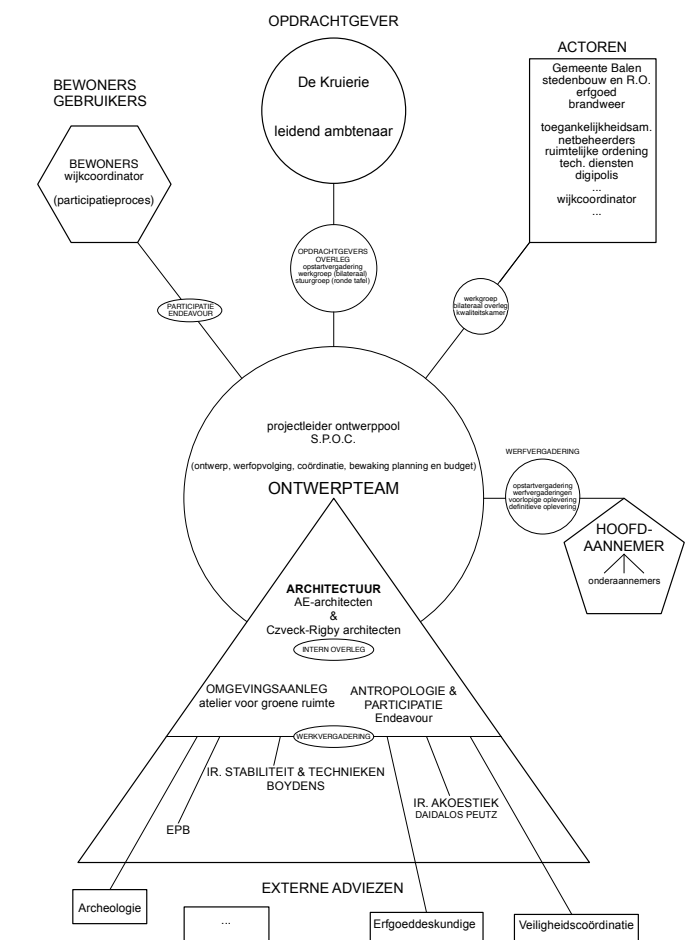 OPDRACHTGEVER
De Kruierie
leidend ambtenaar
ACTOREN
Gemeente Balen
stedenbouw en R.O.
erfgoed
brandweer
toegankelijkheidsam.
netbeheerders
ruimtelijke ordening
tech. diensten
digipolis
...
wijkcoordinator
...
BEWONERS
GEBRUIKERS
BEWONERS
wijkcoordinator
(participatieproces)
OPDRACHTGEVERS
OVERLEG
opstartvergadering
werkgroep (bilateraal)
stuurgroep (ronde tafel)
PARTICIPATIE
ENDEAVOUR
werkgroep
bilateraal overleg
kwaliteitskamer
projectleider ontwerppool
S.P.O.C.
(ontwerp, werfopvolging, coördinatie, bewaking planning en budget)
ONTWERPTEAM
WERFVERGADERING
opstartvergadering
werfvergaderingen
voorlopige oplevering
definitieve oplevering
HOOFD-
AANNEMER
onderaannemers
ARCHITECTUUR
AE-architecten
&
Czveck-Rigby architecten
INTERN OVERLEG
OMGEVINGSAANLEG
atelier voor groene ruimte
ANTROPOLOGIE &
PARTICIPATIE
Endeavour
WERKVERGADERING
IR. STABILITEIT & TECHNIEKEN
BOYDENS
EPB
IR. AKOESTIEK
DAIDALOS PEUTZ
EXTERNE ADVIEZEN
Archeologie
...
Erfgoeddeskundige
Veiligheidscoördinatie